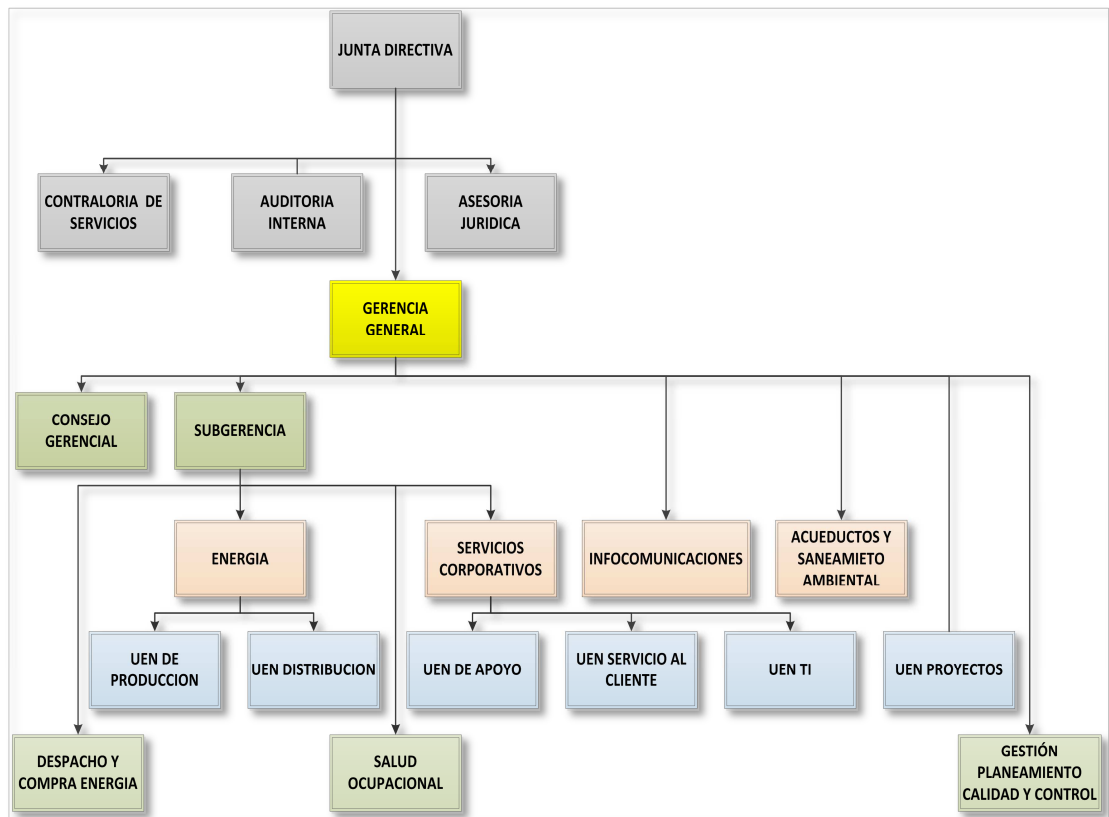 JUNTA DIRECTIVA
CONTRALORIA DE
SERVICIOS
AUDITORIA
INTERNA
ASESORIA
JURIDICA
GERENCIA
GENERAL
CONSEJO
GERENCIAL
SUBGERENCIA
ENERGIA
SERVICIOS
CORPORATIVOS
INFOCOMUNICACIONES
ACUEDUCTOS Y
SANEAMIETO
AMBIENTAL
UEN DE
PRODUCCION
UEN DISTRIBUCION
UEN DE APOYO
UEN SERVICIO AL
CLIENTE
UEN TI
UEN PROYECTOS
DESPACHO Y
COMPRA ENERGIA
SALUD
OCUPACIONAL
GESTIÓN
PLANEAMIENTO
CALIDAD Y CONTROL